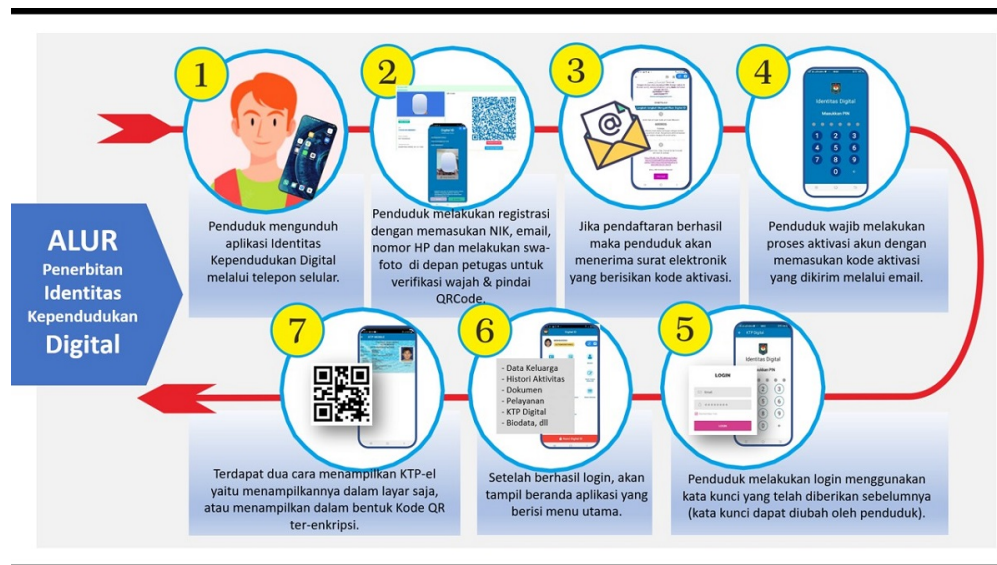 ALUR
Penerbitan
Identitas
Kependudukan
Digital
1
Penduduk mengunduh
aplikasi Identitas
Kependudukan Digital
melalui telepon selular.
2
Penduduk melakukan registrasi
dengan memasukan NIK, email,
nomor HP dan melakukan swa-
foto di depan petugas untuk
verifikasi wajah & pindai
QRCode.
3
Jika pendaftaran berhasil
maka penduduk akan
menerima surat elektronik
yang berisikan kode aktivasi.
4
Identitas Digital
Masukkan PIN
1 2 3
4 5 6
7 8 9
0
Penduduk wajib melakukan
proses aktivasi akun dengan
memasukan kode aktivasi
yang dikirim melalui email.
5
KTP Digital
Identitas Digital
LOGIN
Email
LOGIN
3
6
9
Penduduk melakukan login menggunakan
kata kunci yang telah diberikan sebelumnya
(kata kunci dapat diubah oleh penduduk).
6
- Data Keluarga
- Histori Aktivitas
- Dokumen
- Pelayanan
- KTP Digital
- Biodata, dll
Setelah berhasil login, akan
tampil beranda aplikasi yang
berisi menu utama.
7
Terdapat dua cara menampilkan KTP-el
yaitu menampilkannya dalam layar saja,
atau menampilkan dalam bentuk Kode QR
ter-enkripsi.